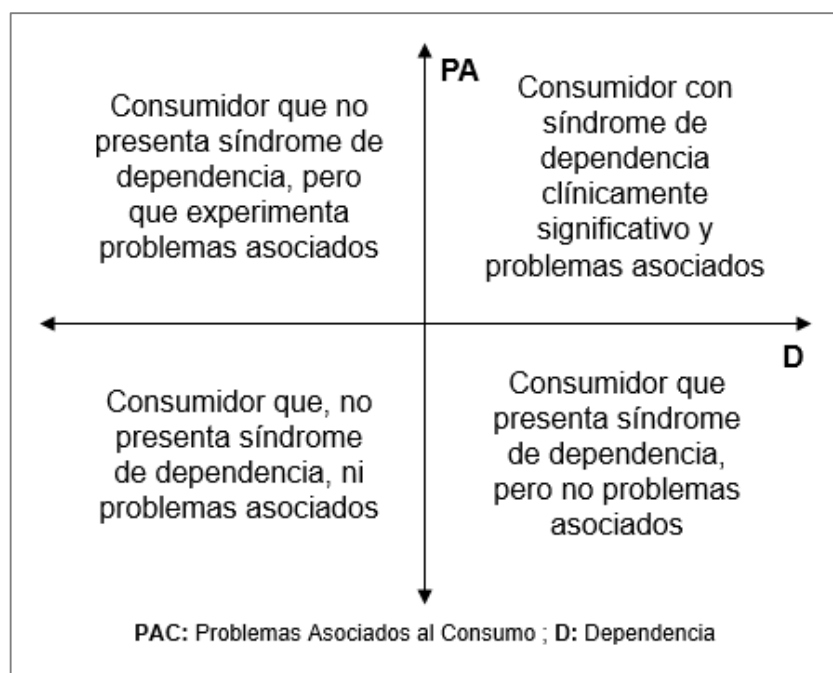 PA
Consumidor que no
presenta síndrome de
dependencia, pero
que experimenta
problemas asociados
Consumidor con
síndrome de
dependencia
clínicamente
significativo y
problemas asociados
D
Consumidor que, no
presenta síndrome
de dependencia, ni
problemas asociados
Consumidor que
presenta síndrome
de dependencia,
pero no problemas
asociados
PAC: Problemas Asociados al Consumo ; D: Dependencia